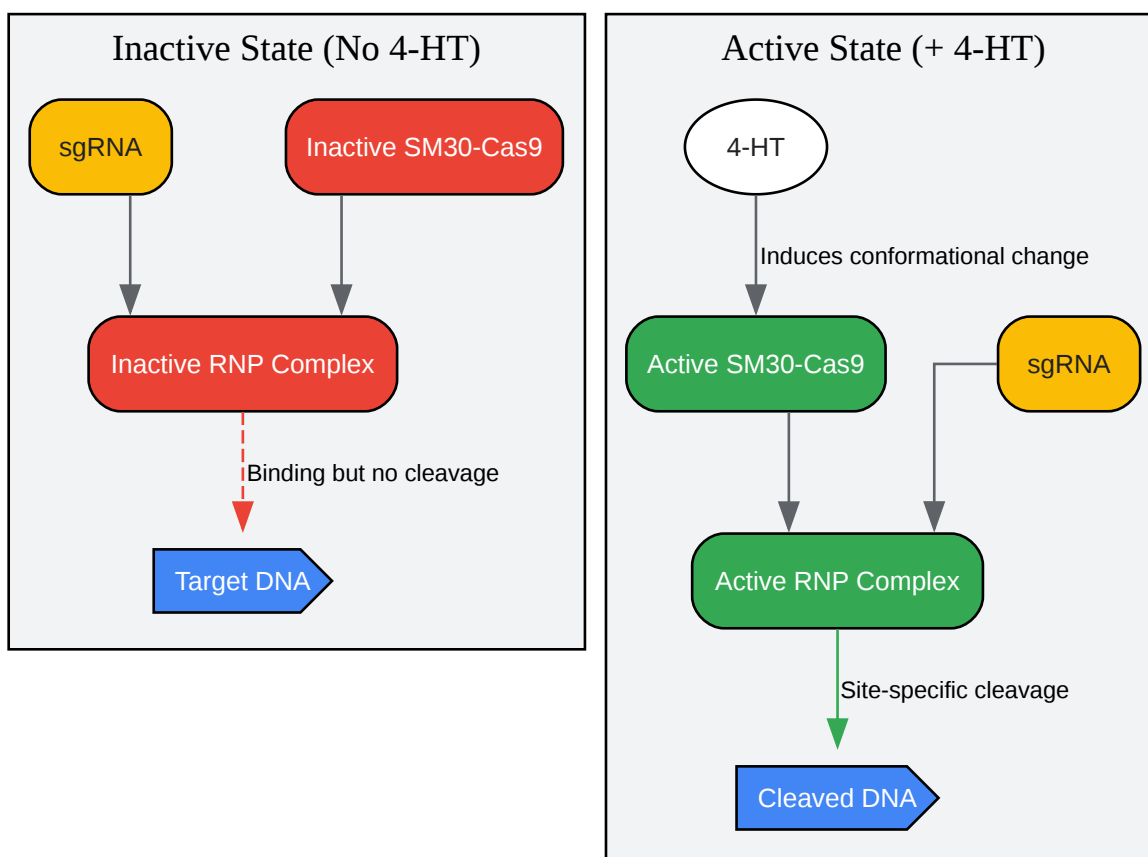 Inactive State (No 4-HT)
sgRNA
Inactive SM30-Cas9
Inactive RNP Complex
Binding but no cleavage
Target DNA
Active State (+ 4-HT)
4-HT
Induces conformational change
Active SM30-Cas9
sgRNA
Active RNP Complex
Site-specific cleavage
Cleaved DNA